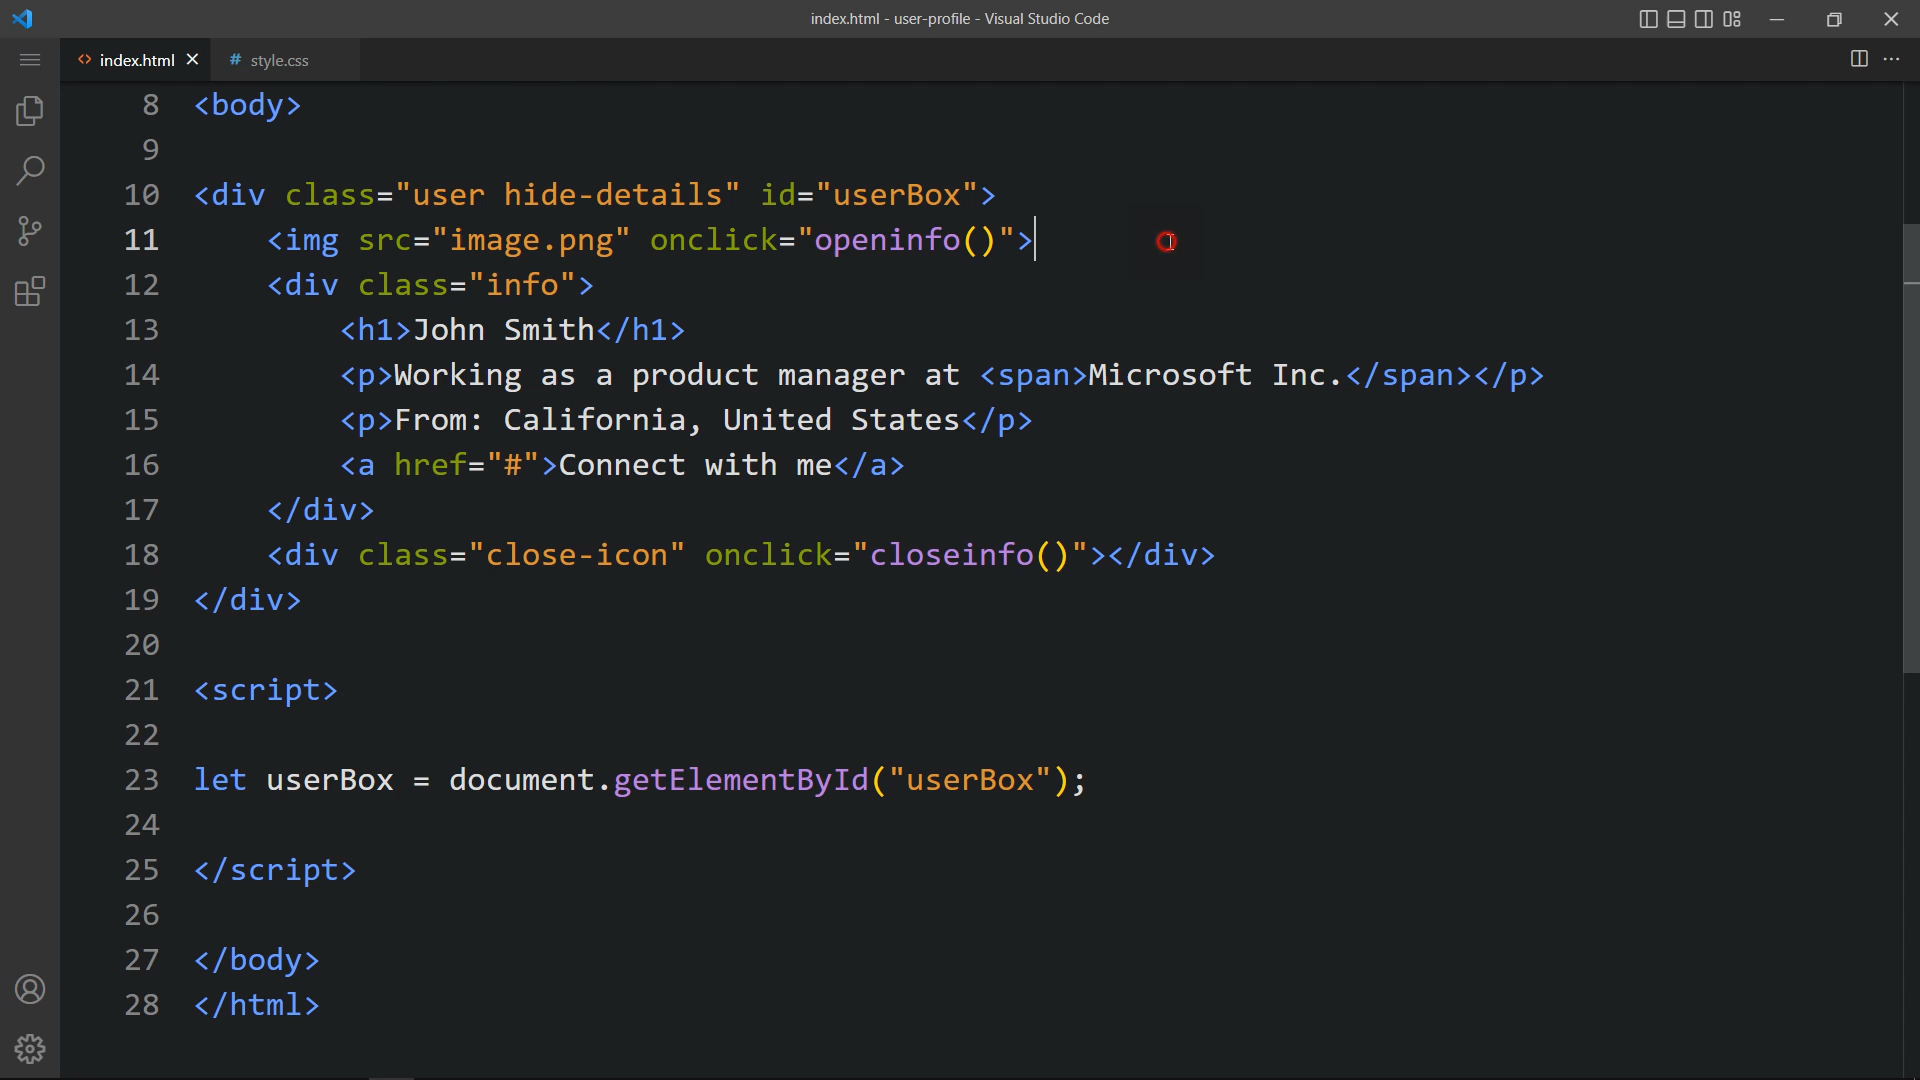 index.html - user-profile - Visual Studio Code
index.html
# style.css
8 <body>
9
10 <div class="user hide-details" id="userBox">
11     <img src="image.png" onclick="openinfo()">
12     <div class="info">
13         <h1>John Smith</h1>
14         <p>Working as a product manager at <span>Microsoft Inc.</span></p>
15         <p>From: California, United States</p>
16         <a href="#">Connect with me</a>
17     </div>
18     <div class="close-icon" onclick="closeinfo()"></div>
19 </div>
20
21 <script>
22
23 let userBox = document.getElementById("userBox");
24
25 </script>
26
27 </body>
28 </html>